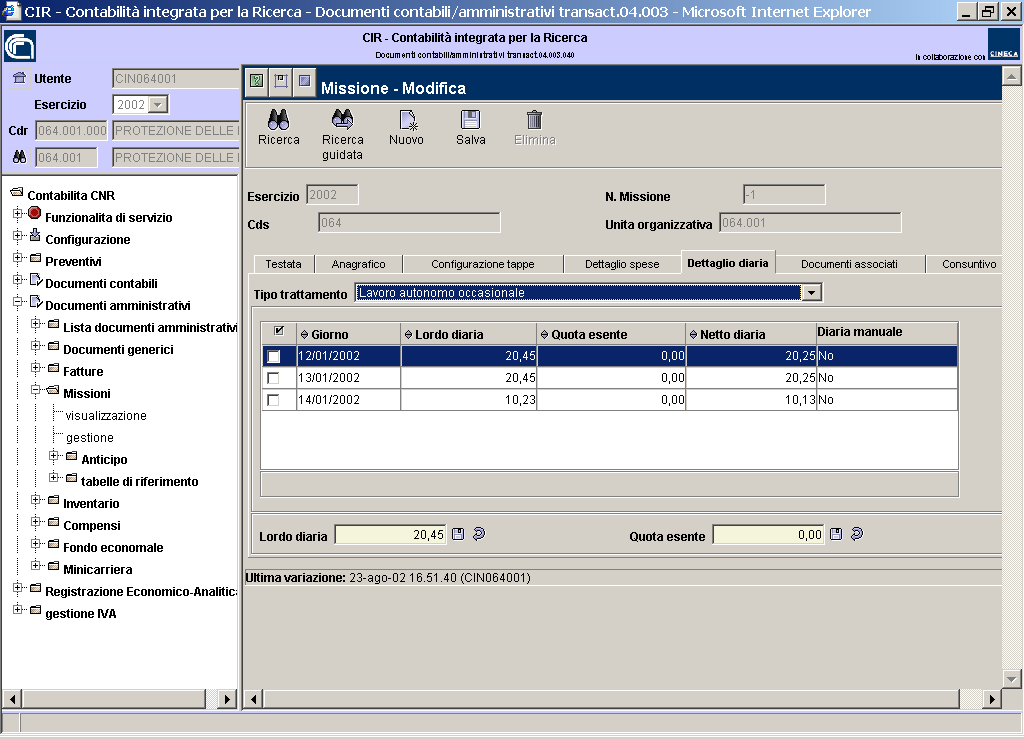 CIR - Contabilità integrata per la Ricerca - Documenti contabili/amministrativi transact.04.003 - Microsoft Internet Explorer
CIR - Contabilità integrata per la Ricerca
Documenti contabili/amministrativi transact.04.003.040
in collaborazione con CINECA
Utente CIN064001
Esercizio 2002
Cdr 064.001.000 PROTEZIONE DELLE
064.001 PROTEZIONE DELLE
Contabilita CNR
Funzionalita di servizio
Configurazione
Preventivi
Documenti contabili
Documenti amministrativi
Lista documenti amministrativi
Documenti generici
Fatture
Missioni
visualizzazione
gestione
Anticipo
tabelle di riferimento
Inventario
Compensi
Fondo economale
Minicarriera
Registrazione Economico-Analitica
gestione IVA
Missione - Modifica
Ricerca Ricerca guidata Nuovo Salva Elimina
Esercizio 2002 N. Missione -1
Cds 064 Unita organizzativa 064.001
Testata Anagrafico Configurazione tappe Dettaglio spese Dettaglio diaria Documenti associati Consuntivo
Tipo trattamento Lavoro autonomo occasionale
Giorno Lordo diaria Quota esente Netto diaria Diaria manuale
12/01/2002 20,45 0,00 20,25 No
13/01/2002 20,45 0,00 20,25 No
14/01/2002 10,23 0,00 10,13 No
Lordo diaria 20,45 Quota esente 0,00
Ultima variazione: 23-ago-02 16.51.40 (CIN064001)